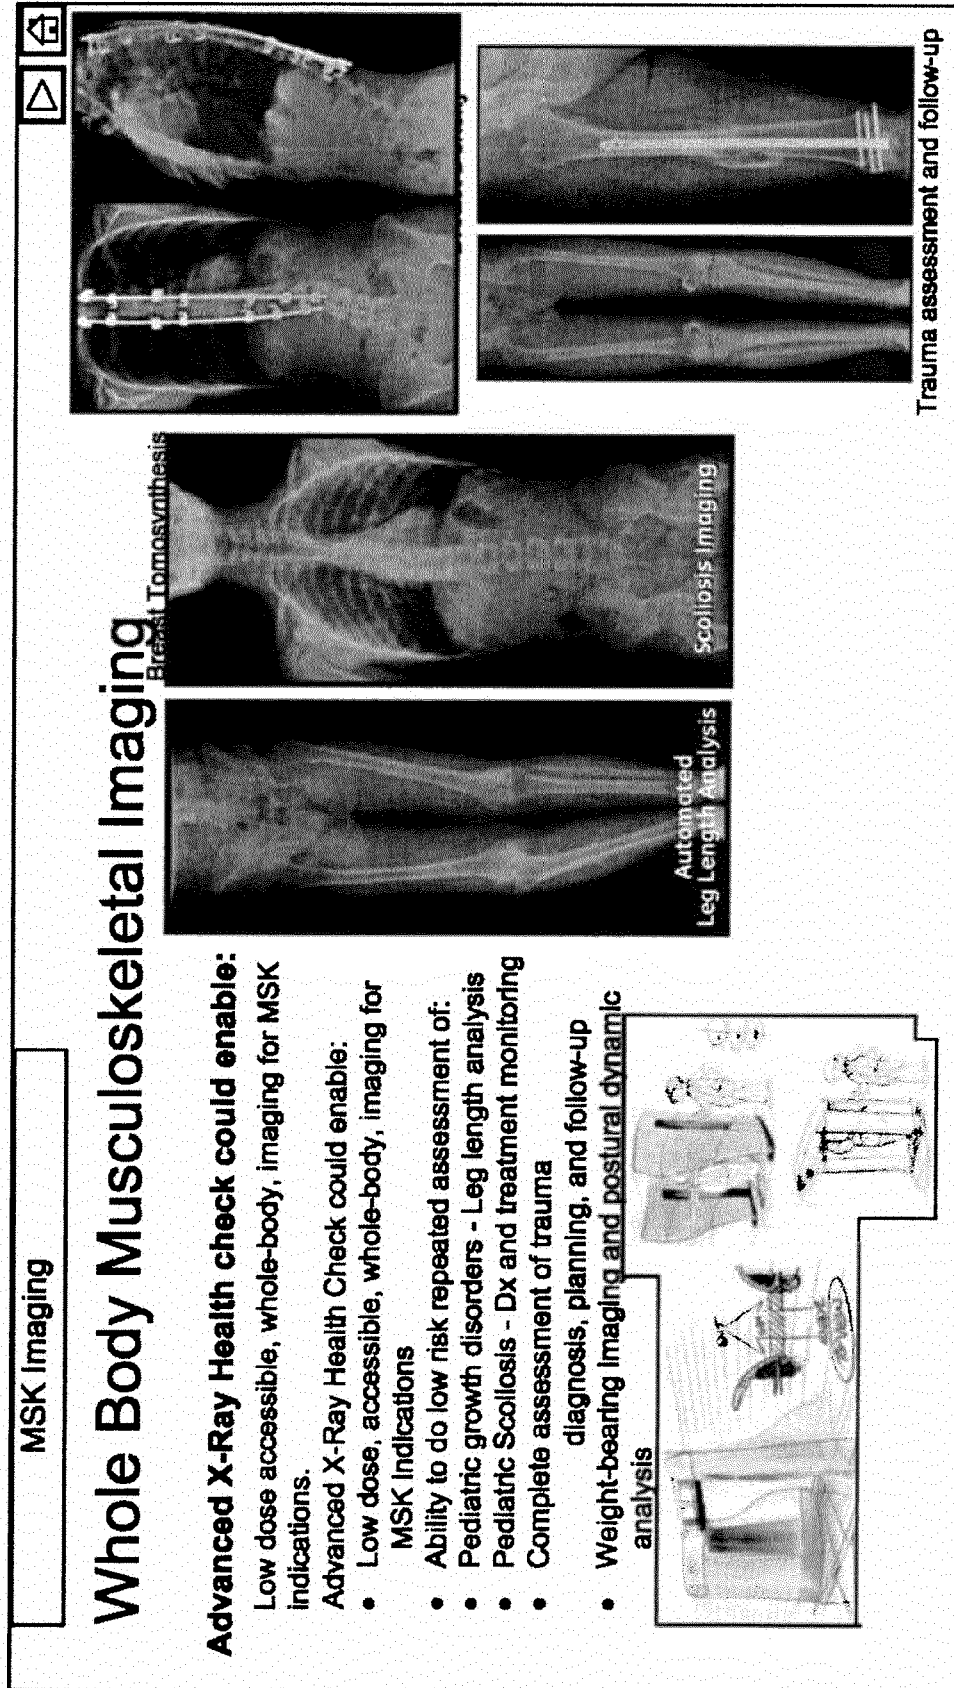 MSK Imaging
Whole Body Musculoskeletal Imaging
Breast Tomosynthesis
Advanced X-Ray Health check could enable:
Low dose accessible, whole-body, imaging for MSK
indications.
Advanced X-Ray Health Check could enable:
• Low dose, accessible, whole-body, imaging for
MSK Indications
• Ability to do low risk repeated assessment of:
• Pediatric growth disorders - Leg length analysis
• Pediatric Scoliosis - Dx and treatment monitoring
• Complete assessment of trauma
diagnosis, planning, and follow-up
• Weight-bearing Imaging and postural dynamic
analysis
Automated
Leg Length Analysis
Scoliosis Imaging
Trauma assessment and follow-up